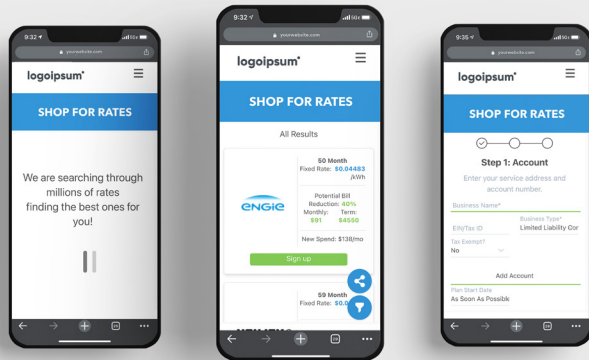 9:32
yourwebsite.com
logoipsum
SHOP FOR RATES
We are searching through
millions of rates
finding the best ones for
you!
9:32
yourwebsite.com
logoipsum
SHOP FOR RATES
All Results
ENGIE
50 Month
Fixed Rate: $0.04483
/kWh
Potential Bill
Reduction: 40%
Monthly: Term:
$91 $4550
New Spend: $138/mo
Sign up
59 Month
Fixed Rate: $0.0
9:35
yourwebsite.com
logoipsum
SHOP FOR RATES
Step 1: Account
Enter your service address and
account number.
Business Name*
EIN/Tax ID
Business Type*
Limited Liability Cor
Tax Exempt?
No
Add Account
Plan Start Date
As Soon As Possibl